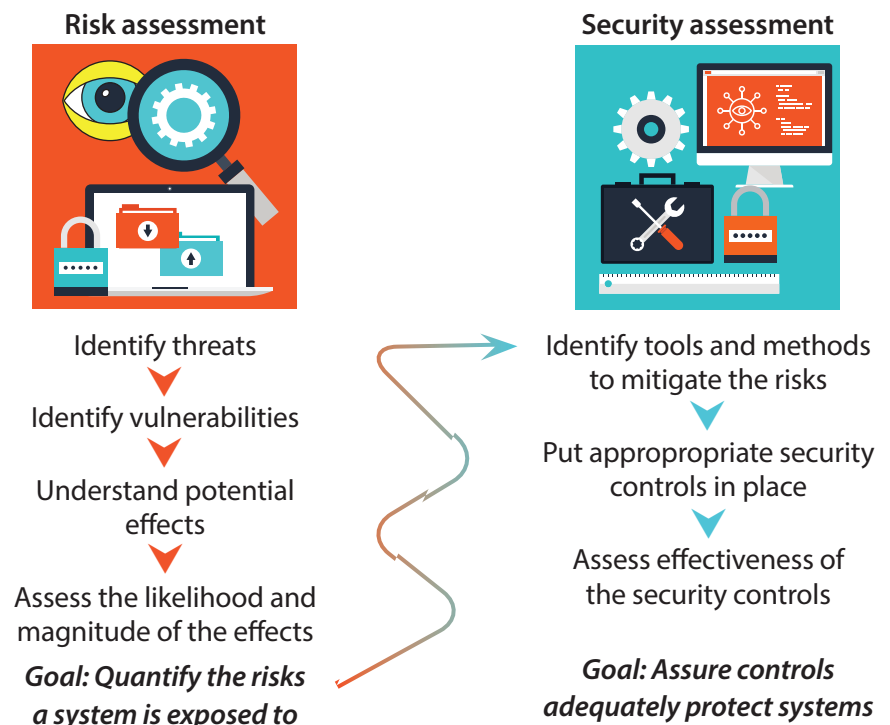 Risk assessment
Identify threats
Identify vulnerabilities
Understand potential
effects
Assess the likelihood and
magnitude of the effects
Goal: Quantify the risks
a system is exposed to
Security assessment
Identify tools and methods
to mitigate the risks
Put appropropriate security
controls in place
Assess effectiveness of
the security controls
Goal: Assure controls
adequately protect systems